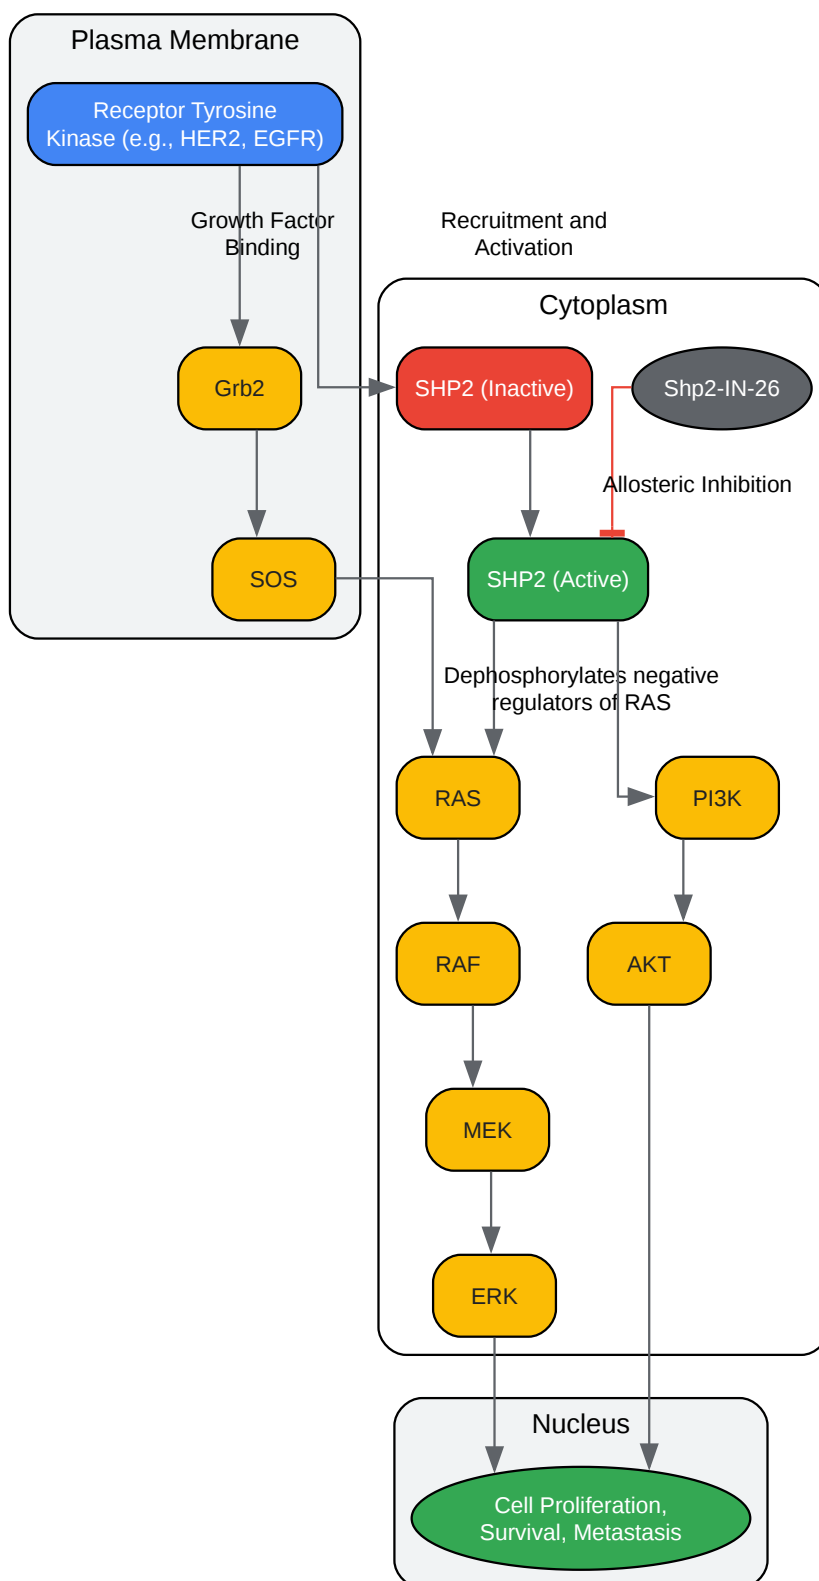 Plasma Membrane
Receptor Tyrosine
Kinase (e.g., HER2, EGFR)
Growth Factor
Binding
Recruitment and
Activation
Cytoplasm
Grb2
SHP2 (Inactive)
Shp2-IN-26
Allosteric Inhibition
SOS
SHP2 (Active)
Dephosphorylates negative
regulators of RAS
RAS
PI3K
RAF
AKT
MEK
ERK
Nucleus
Cell Proliferation,
Survival, Metastasis